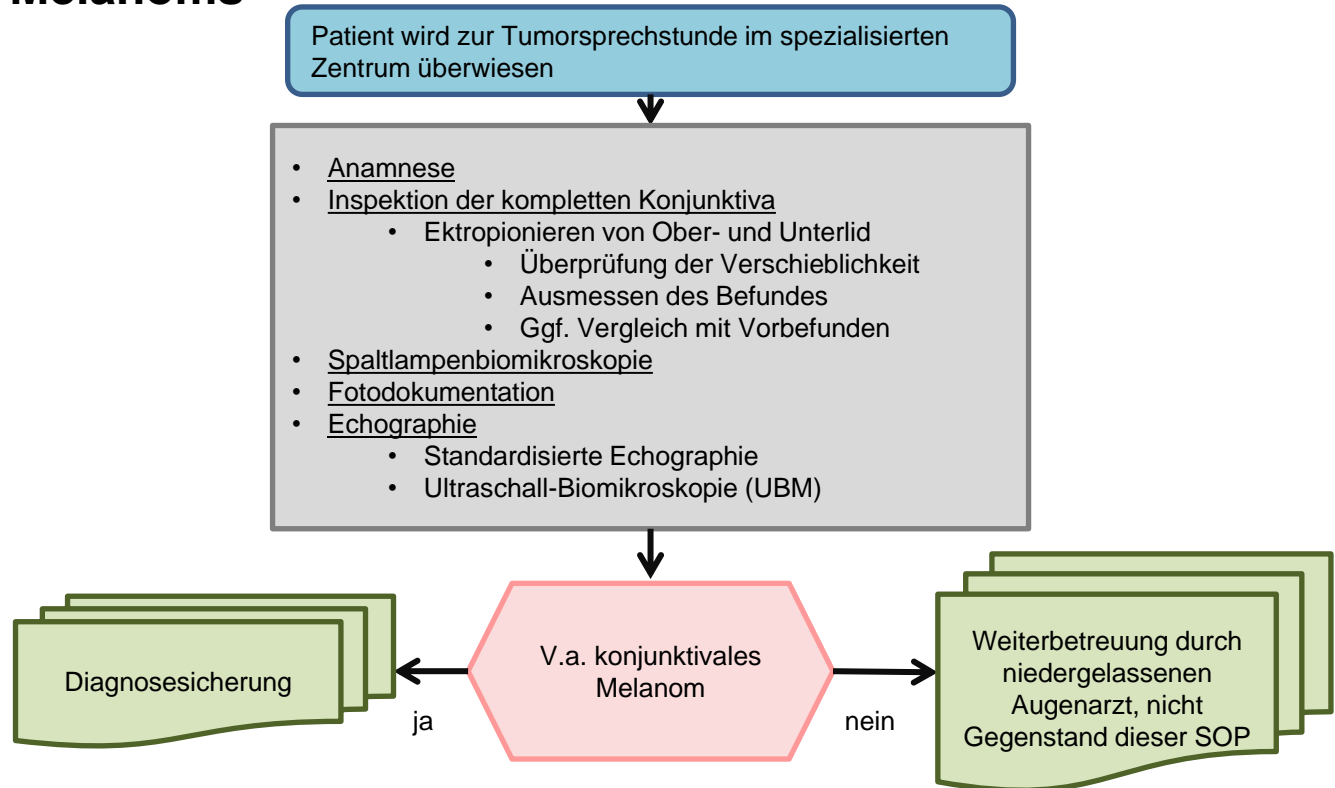 Melanoms
Patient wird zur Tumorsprechstunde im spezialisierten
Zentrum überwiesen
• Anamnese
• Inspektion der kompletten Konjunktiva
• Ektropionieren von Ober- und Unterlid
• Überprüfung der Verschieblichkeit
• Ausmessen des Befundes
• Ggf. Vergleich mit Vorbefunden
• Spaltlampenbiomikroskopie
• Fotodokumentation
• Echographie
• Standardisierte Echographie
• Ultraschall-Biomikroskopie (UBM)
Diagnosesicherung
ja
V.a. konjunktivales
Melanom
nein
Weiterbetreuung durch
niedergelassenen
Augenarzt, nicht
Gegenstand dieser SOP